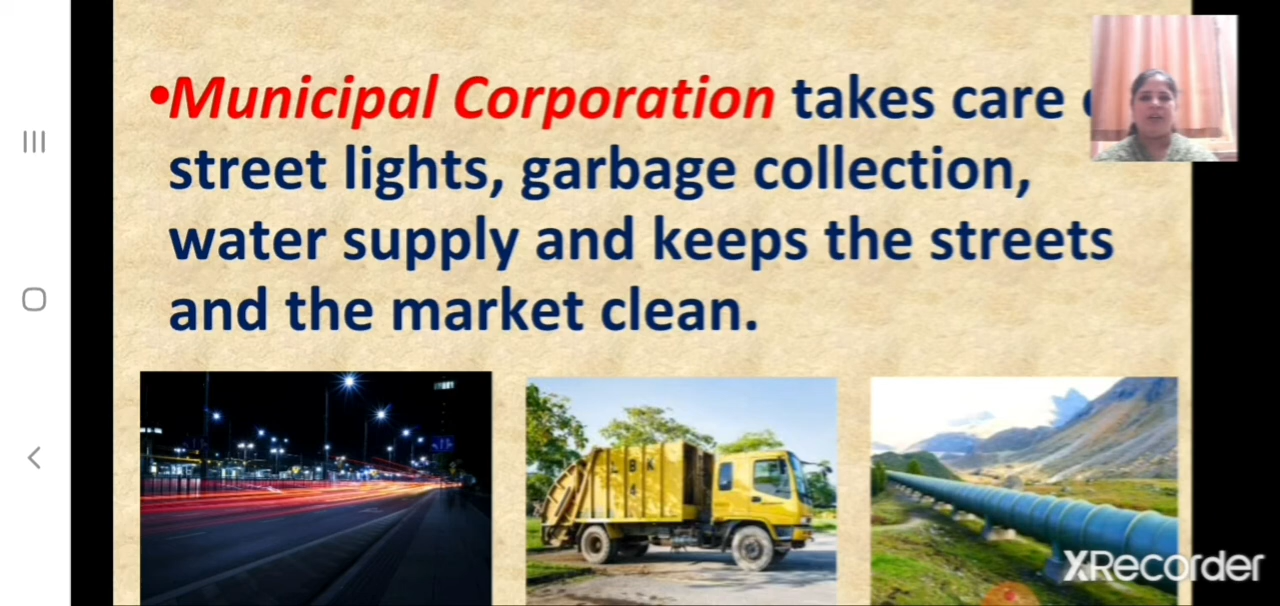 •Municipal Corporation takes care
street lights, garbage collection,
water supply and keeps the streets
and the market clean.
B K
4
XRecorder